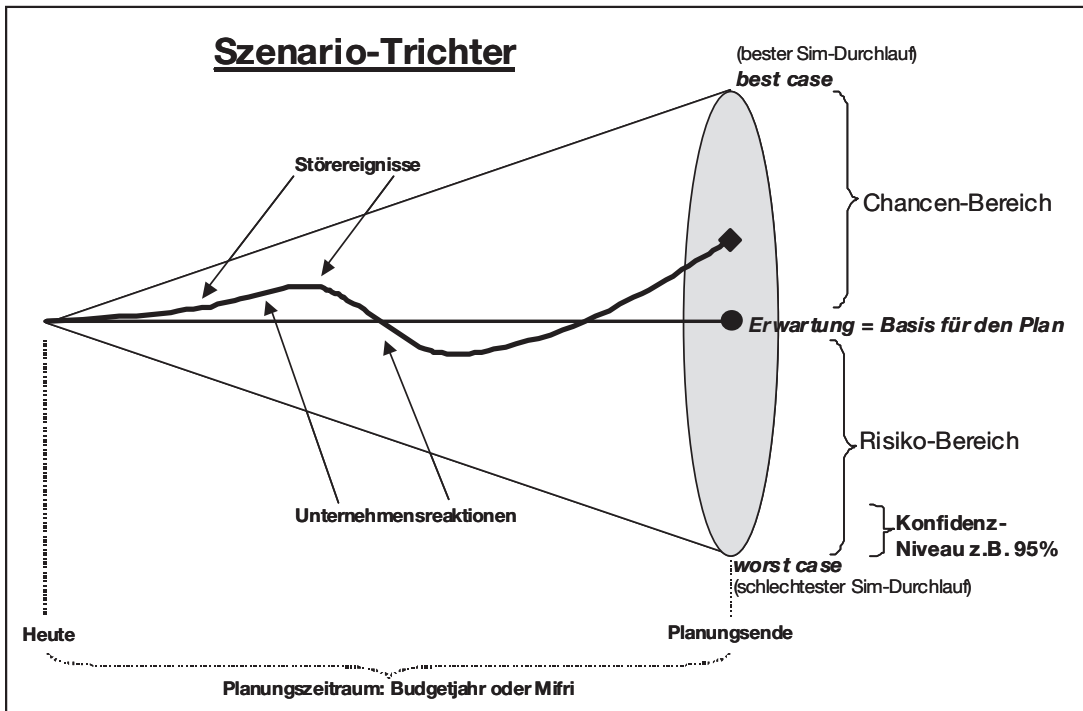 Szenario-Trichter
(bester Sim-Durchlauf)
best case
Störereignisse
Chancen-Bereich
Erwartung = Basis für den Plan
Risiko-Bereich
Unternehmensreaktionen
Konfidenz-
Niveau z.B. 95%
worst case
(schlechtester Sim-Durchlauf)
Heute
Planungsende
Planungszeitraum: Budgetjahr oder Mifri